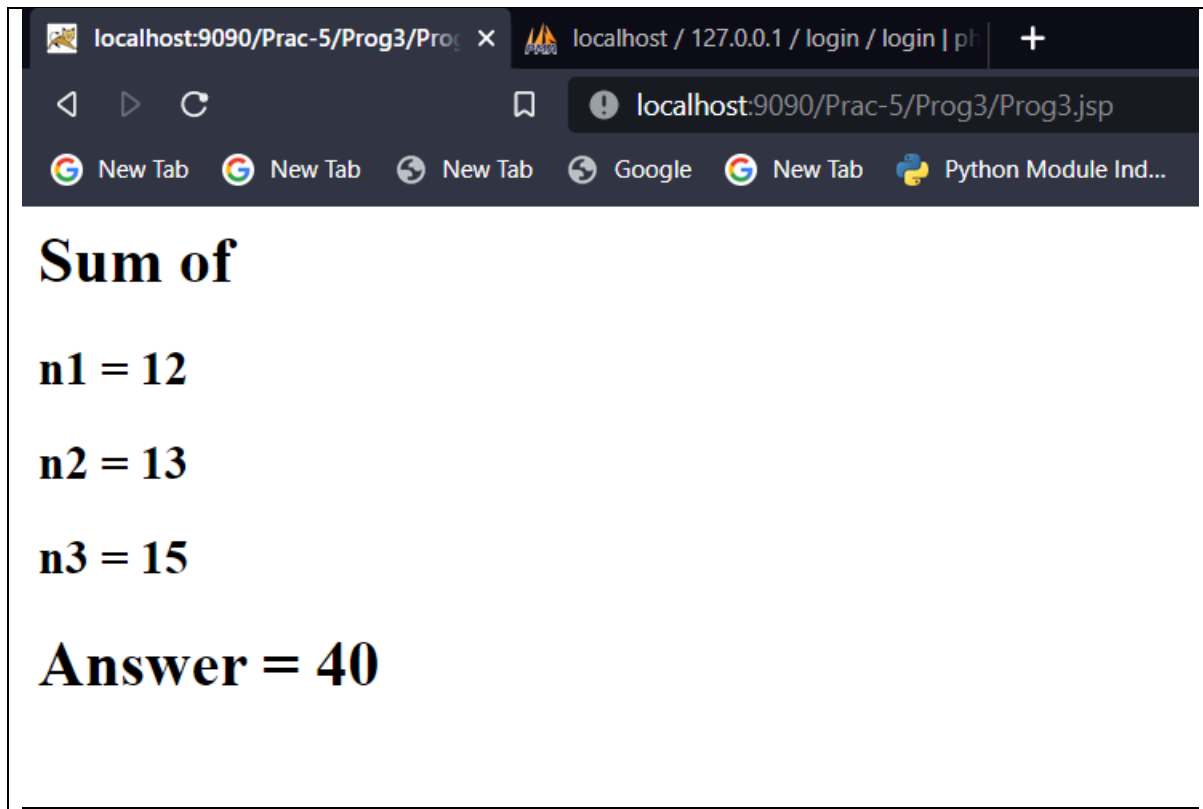 localhost:9090/Prac-5/Prog3/Prog
localhost / 127.0.0.1 / login / login | ph
localhost:9090/Prac-5/Prog3/Prog3.jsp
New Tab New Tab New Tab Google New Tab Python Module Ind...
Sum of
n1 = 12
n2 = 13
n3 = 15
Answer = 40